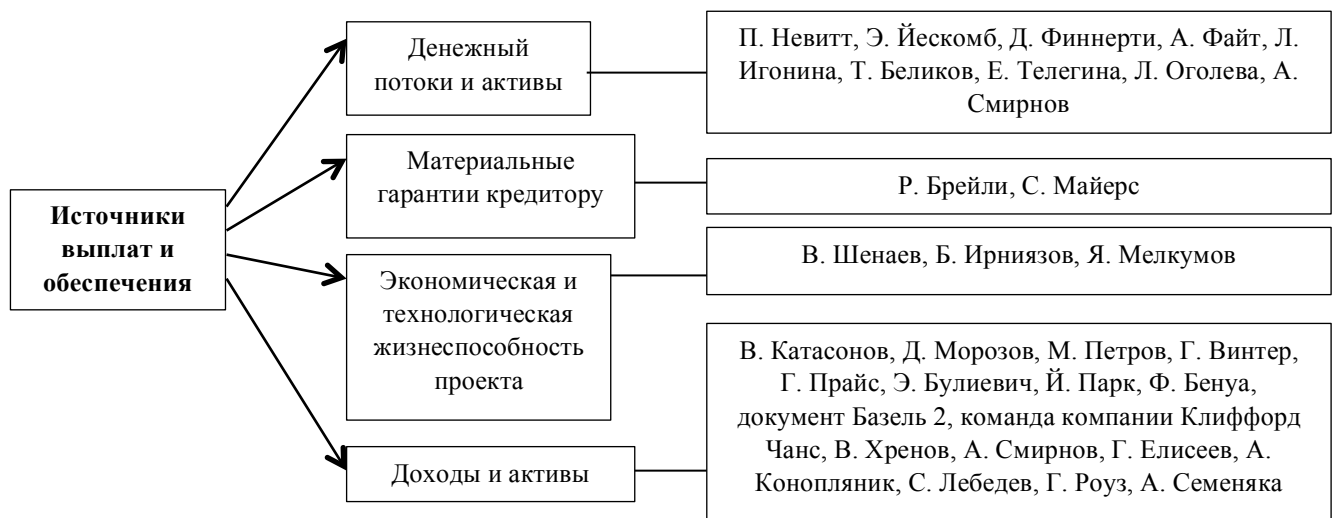 Источники
выплат и
обеспечения
Денежный
потоки и активы
П. Невитт, Э. Йескомб, Д. Финнерти, А. Файт, Л.
Игонина, Т. Беликов, Е. Телегина, Л. Оголева, А.
Смирнов
Материальные
гарантии кредитору
Р. Брейли, С. Майерс
Экономическая и
технологическая
жизнеспособность
проекта
В. Шенаев, Б. Ирниязов, Я. Мелкумов
Доходы и активы
В. Катасонов, Д. Морозов, М. Петров, Г. Винтер,
Г. Прайс, Э. Булиевич, Й. Парк, Ф. Бенуа,
документ Базель 2, команда компании Клиффорд
Чанс, В. Хренов, А. Смирнов, Г. Елисеев, А.
Конопляник, С. Лебедев, Г. Роуз, А. Семеняка